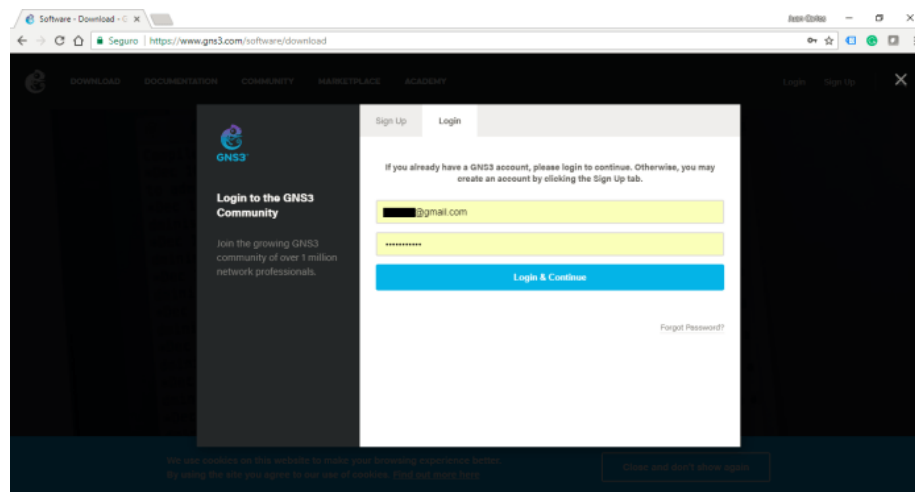 Software - Download - G
Seguro | https://www.gns3.com/software/download
DOWNLOAD DOCUMENTATION COMMUNITY MARKETPLACE ACADEMY
Login Sign Up
Sign Up Login
GNS3
If you already have a GNS3 account, please login to continue. Otherwise, you may
create an account by clicking the Sign Up tab.
Login to the GNS3
Community
@gmail.com
Join the growing GNS3
community of over 1 million
network professionals.
•••••••••••
Login & Continue
Forgot Password?
We use cookies on this website to make your browsing experience better.
By using the site you agree to our use of cookies. Find out more here
Close and don't show again